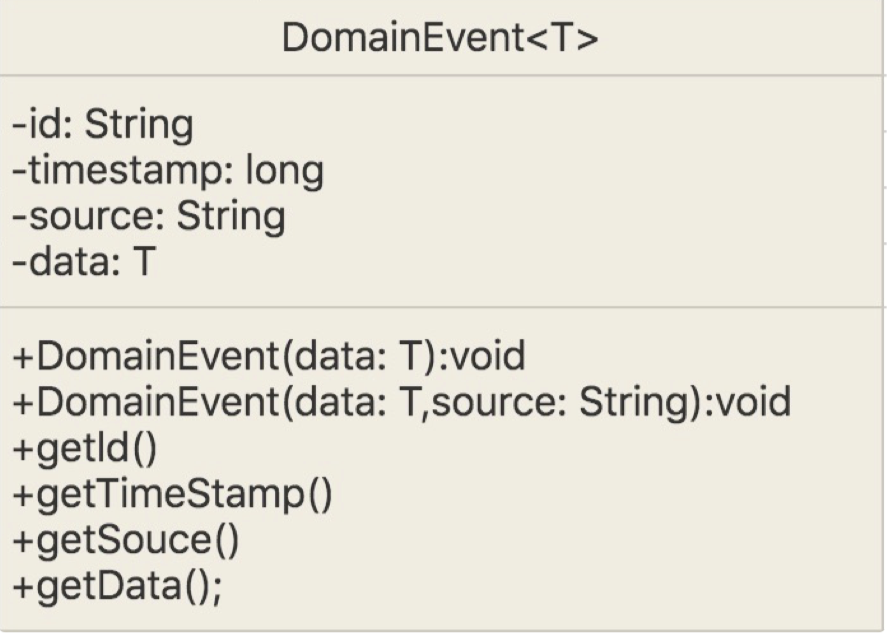 DomainEvent<T>
-id: String
-timestamp: long
-source: String
-data: T
+DomainEvent(data: T):void
+DomainEvent(data: T,source: String):void
+getId()
+getTimeStamp()
+getSouce()
+getData();